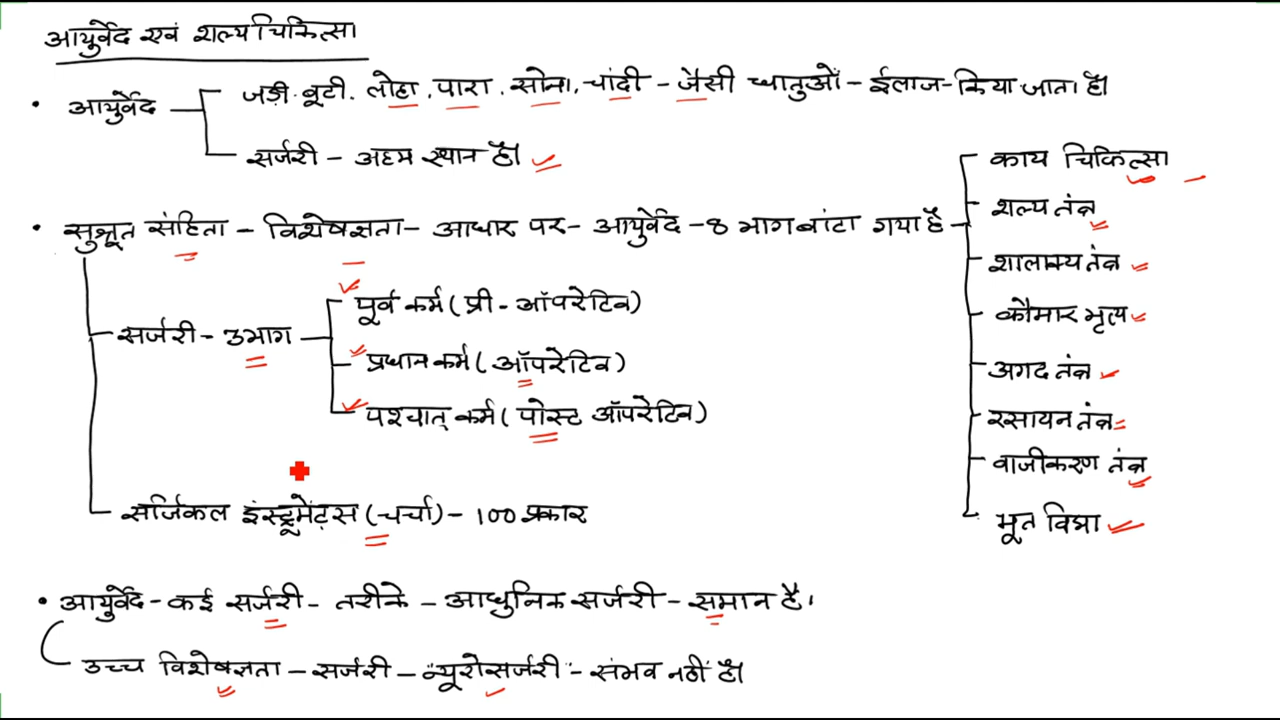 आयुर्वेद एवं शल्य चिकित्सा
• आयुर्वेद
जड़ी. बूटी. लोहा, पारा, सोना, चांदी - जैसी धातुओं - ईलाज - किया जाता है।
सर्जरी - अहम स्थान है।
• सुश्रूत संहिता - विशेषज्ञता - आधार पर - आयुर्वेद - 8 भाग बांटा गया है -
काय चिकित्सा
शल्य तंत्र
शालाक्य तंत्र
कौमार भृत्य
अगद तंत्र
रसायन तंत्र
वाजीकरण तंत्र
भूत विद्या
सर्जरी - 3 भाग
पूर्व कर्म (प्री - ऑपरेटिव)
प्रधान कर्म (ऑपरेटिव)
पश्चात् कर्म (पोस्ट ऑपरेटिव)
सर्जिकल इंस्ट्रूमेंट्स (चर्चा) - 100 प्रकार
• आयुर्वेद - कई सर्जरी - तरीके - आधुनिक सर्जरी - समान है।
उच्च विशेषज्ञता - सर्जरी - "न्यूरोसर्जरी" - संभव नहीं है।